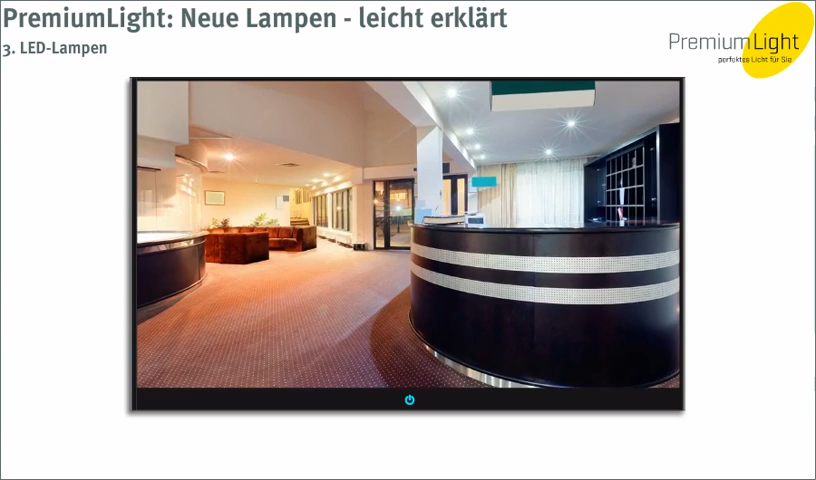 PremiumLight: Neue Lampen - leicht erklärt
3. LED-Lampen
PremiumLight
perfektes Licht für Sie